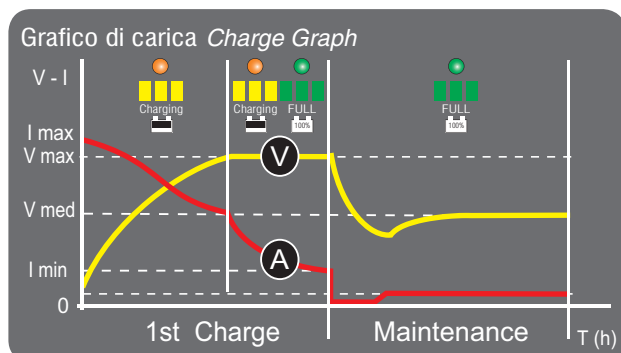 Grafico di carica Charge Graph
V - I
Charging
Charging FULL
FULL
100%
100%
I max
V max
V
V med
I min
A
0
1st Charge
Maintenance
T (h)